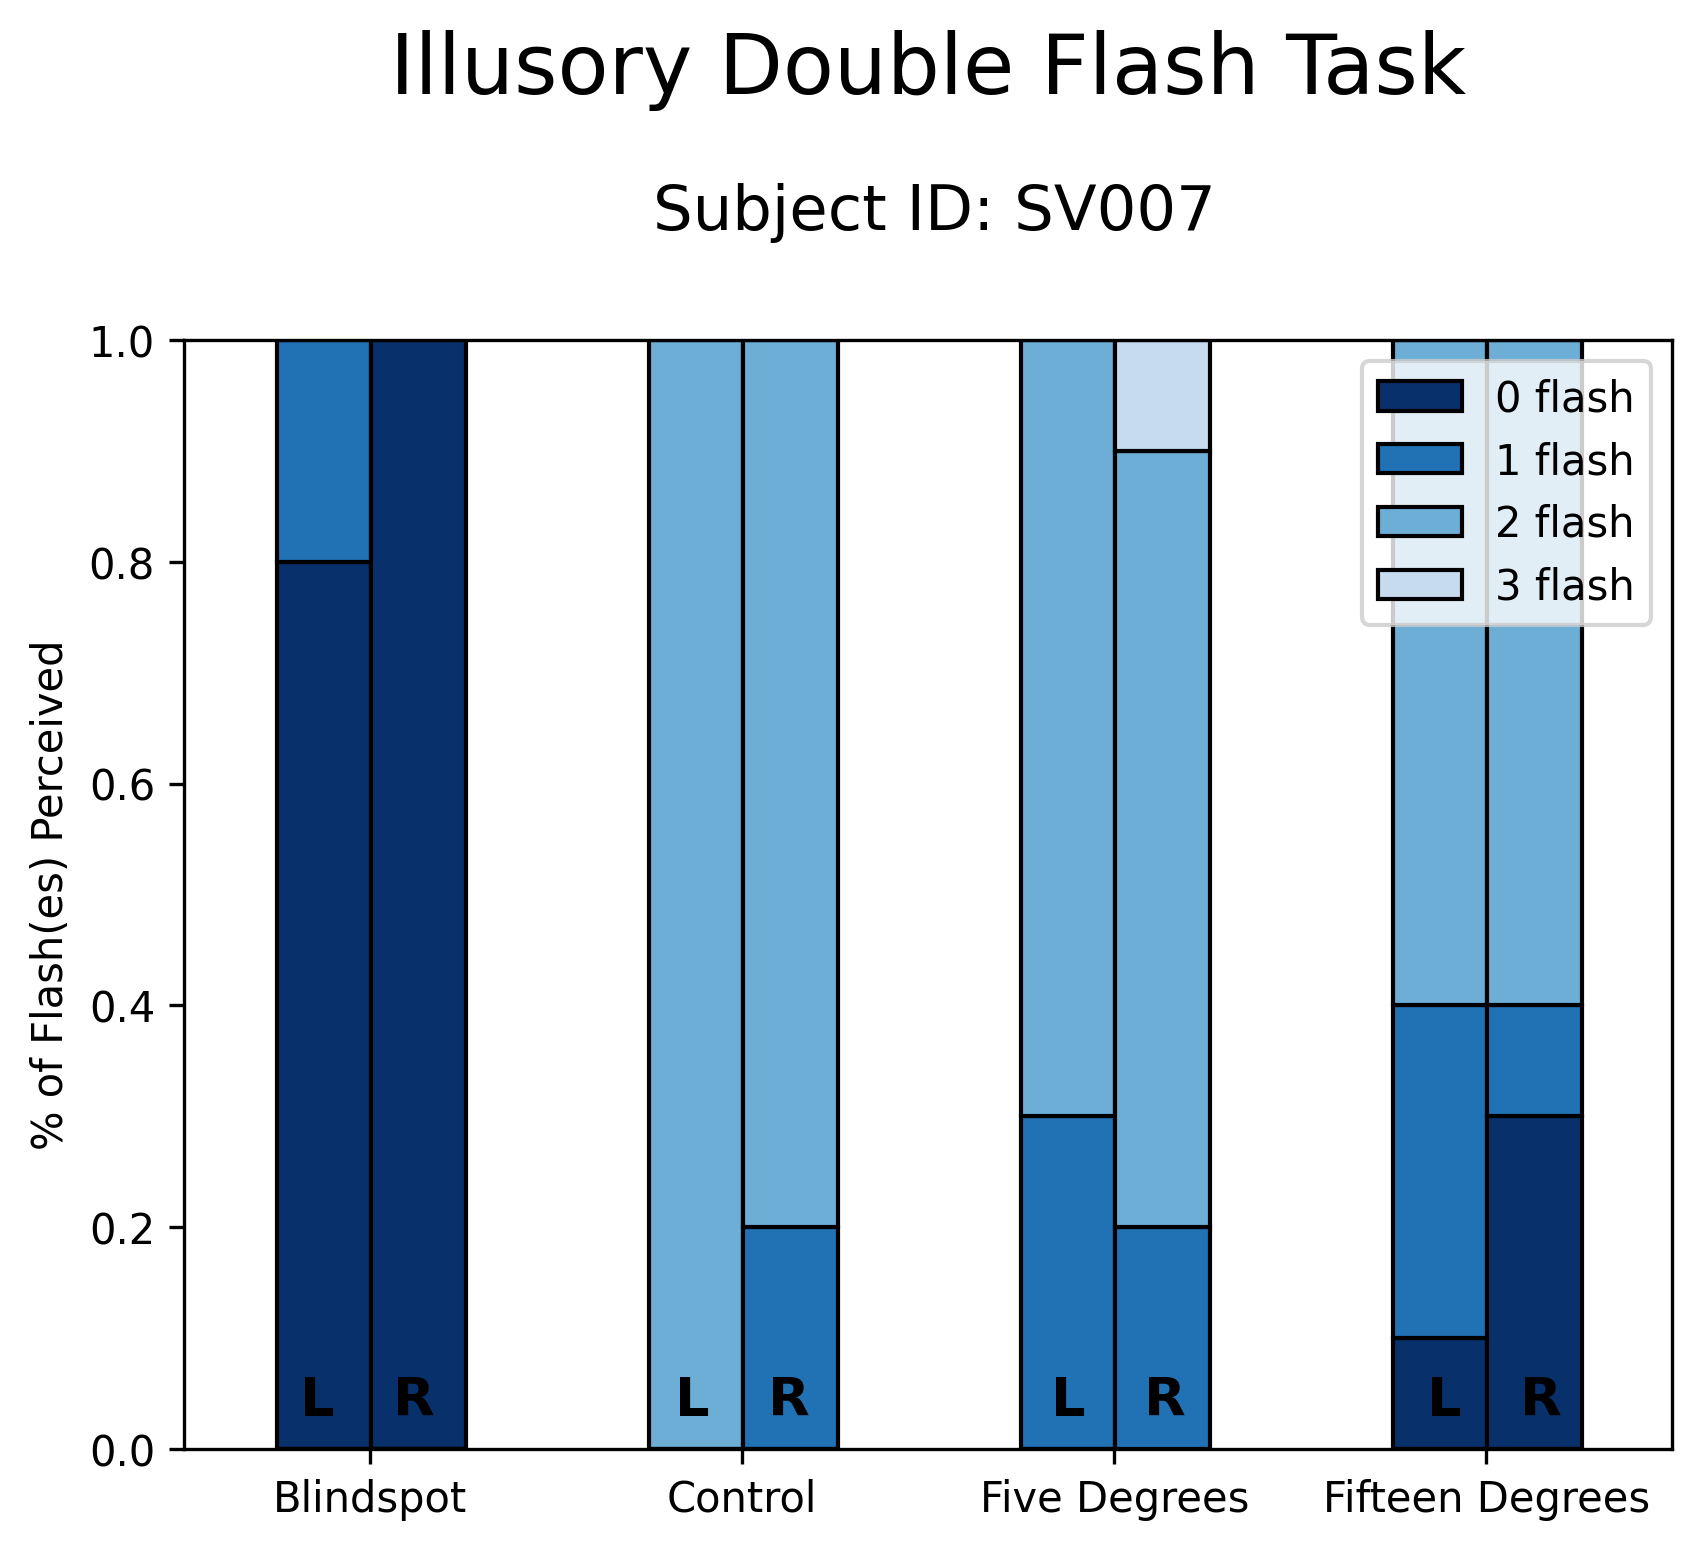 Illusory Double Flash Task
Subject ID: SV007
1.0
0.8
0.6
0.4
0.2
0.0
% of Flash(es) Perceived
0 flash
1 flash
2 flash
3 flash
L R L R L R L R
Blindspot Control Five Degrees Fifteen Degrees